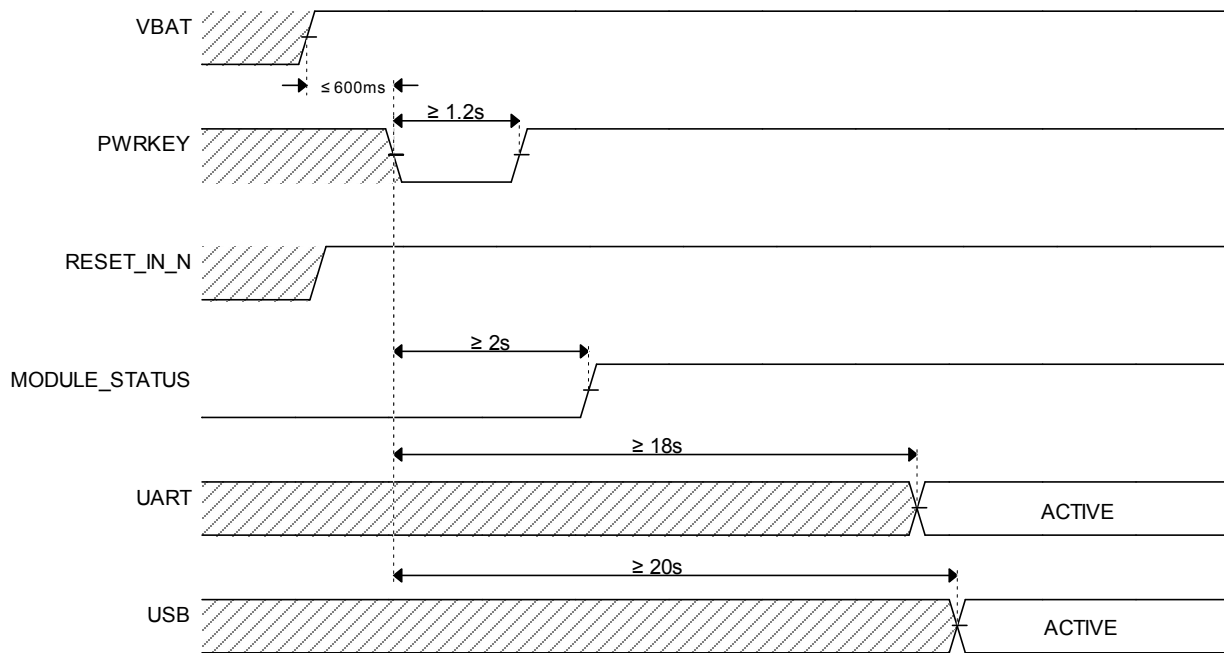 VBAT
≤ 600ms
≥ 1.2s
PWRKEY
RESET_IN_N
≥ 2s
MODULE_STATUS
≥ 18s
UART
ACTIVE
≥ 20s
USB
ACTIVE